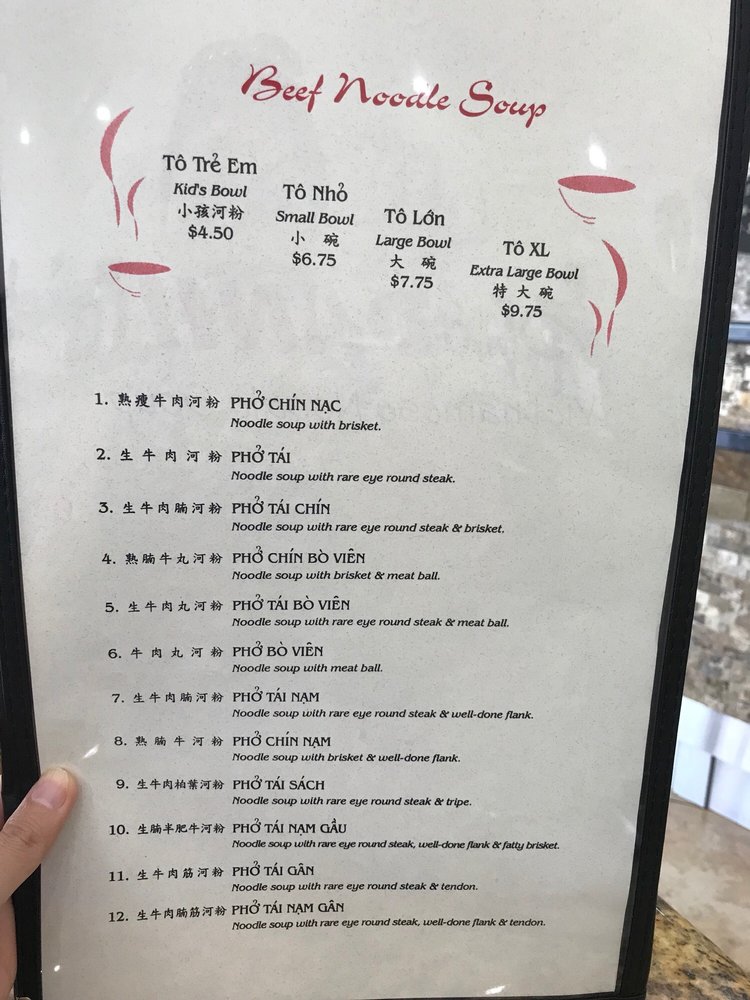 Beef Noodle Soup
Tô Trẻ Em
Kid's Bowl
小孩河粉
$4.50
Tô Nhỏ
Small Bowl
小 碗
$6.75
Tô Lớn
Large Bowl
大 碗
$7.75
Tô XL
Extra Large Bowl
特 大 碗
$9.75
1. 熟瘦牛肉河粉 PHỞ CHÍN NẠC
Noodle soup with brisket.
2. 生牛肉河粉 PHỞ TÁI
Noodle soup with rare eye round steak.
3. 生牛肉腩河粉 PHỞ TÁI CHÍN
Noodle soup with rare eye round steak & brisket.
4. 熟腩牛丸河粉 PHỞ CHÍN BÒ VIÊN
Noodle soup with brisket & meat ball.
5. 生牛肉丸河粉 PHỞ TÁI BÒ VIÊN
Noodle soup with rare eye round steak & meat ball.
6. 牛肉丸河粉 PHỞ BÒ VIÊN
Noodle soup with meat ball.
7. 生牛肉腩河粉 PHỞ TÁI NẠM
Noodle soup with rare eye round steak & well-done flank.
8. 熟腩牛河粉 PHỞ CHÍN NẠM
Noodle soup with brisket & well-done flank.
9. 生牛肉柏葉河粉 PHỞ TÁI SÁCH
Noodle soup with rare eye round steak & tripe.
10. 生腩半肥牛河粉 PHỞ TÁI NẠM GẦU
Noodle soup with rare eye round steak, well-done flank & fatty brisket.
11. 生牛肉筋河粉 PHỞ TÁI GÂN
Noodle soup with rare eye round steak & tendon.
12. 生牛肉腩筋河粉 PHỞ TÁI NẠM GÂN
Noodle soup with rare eye round steak, well-done flank & tendon.